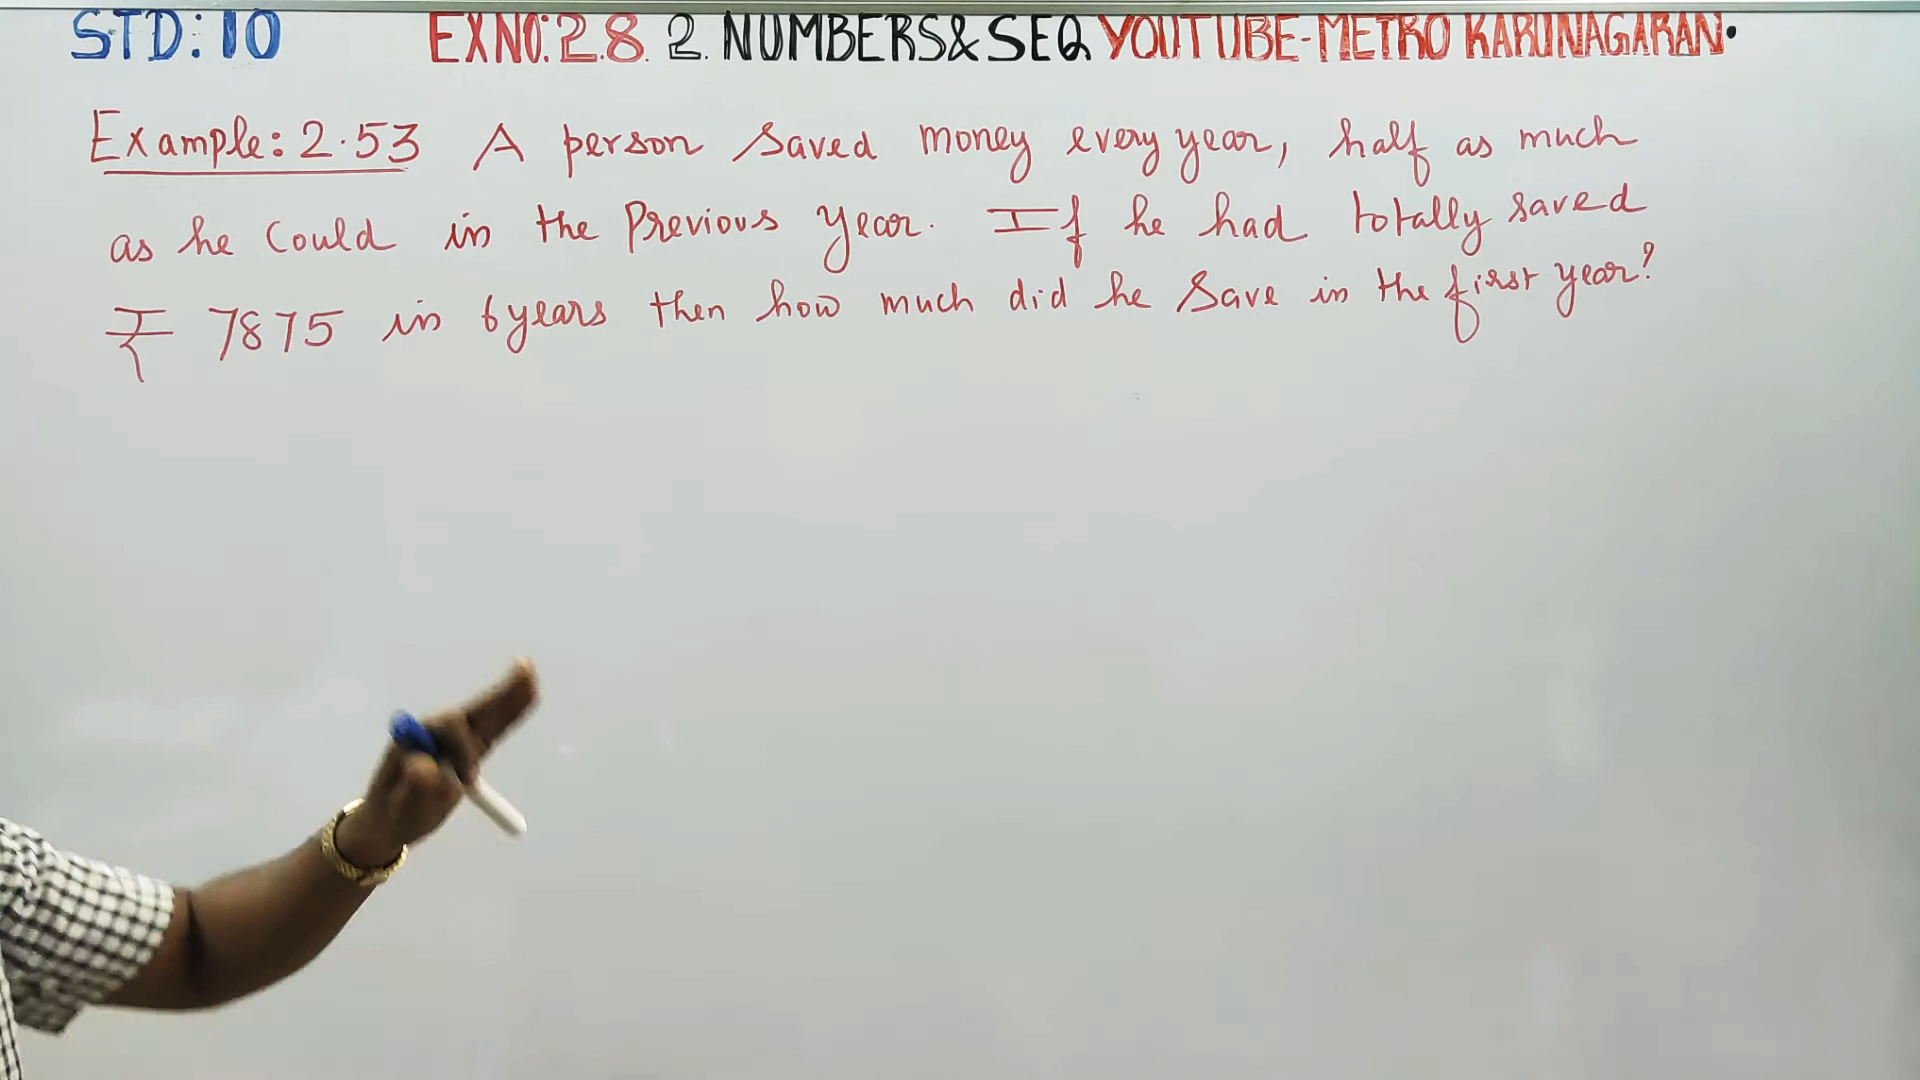 STD: 10 EXNO: 2.8. 2. NUMBERS & SEQ YOUTUBE-METRO KARUNAGARAN.
Example: 2.53 A person saved money every year, half as much
as he could in the Previous year. If he had totally saved
₹ 7875 in 6 years then how much did he save in the first year?